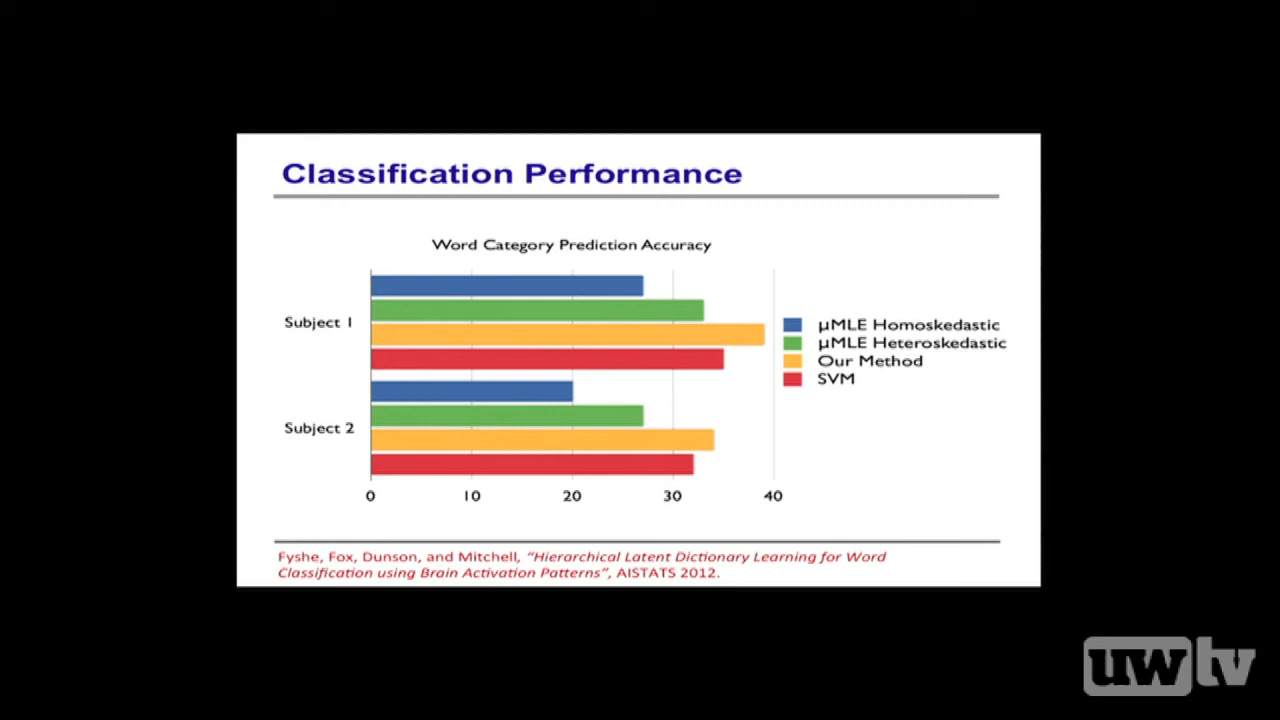 Classification Performance
Word Category Prediction Accuracy
Subject 1
Subject 2
0 10 20 30 40
µMLE Homoskedastic
µMLE Heteroskedastic
Our Method
SVM
Fyshe, Fox, Dunson, and Mitchell, “Hierarchical Latent Dictionary Learning for Word
Classification using Brain Activation Patterns”, AISTATS 2012.
uwtv